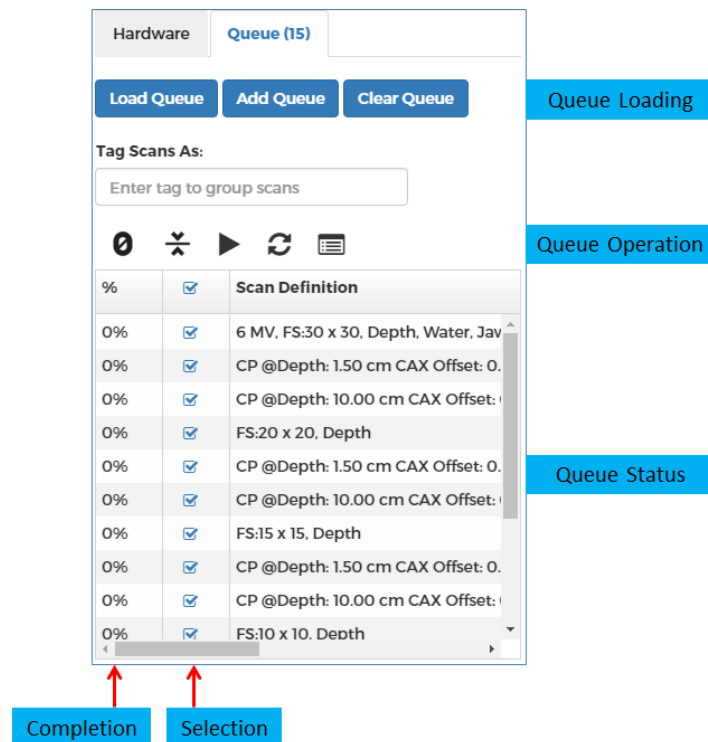 Hardware Queue (15)
Load Queue Add Queue Clear Queue Queue Loading
Tag Scans As:
Enter tag to group scans
0 Queue Operation
% Scan Definition
0% 6 MV, FS:30 x 30, Depth, Water, Jaw
0% CP @Depth: 1.50 cm CAX Offset: 0.
0% CP @Depth: 10.00 cm CAX Offset:
0% FS:20 x 20, Depth
0% CP @Depth: 1.50 cm CAX Offset: 0.
0% CP @Depth: 10.00 cm CAX Offset:
Queue Status
0% FS:15 x 15, Depth
0% CP @Depth: 1.50 cm CAX Offset: 0.
0% CP @Depth: 10.00 cm CAX Offset:
0% FS:10 x 10, Depth
Completion Selection